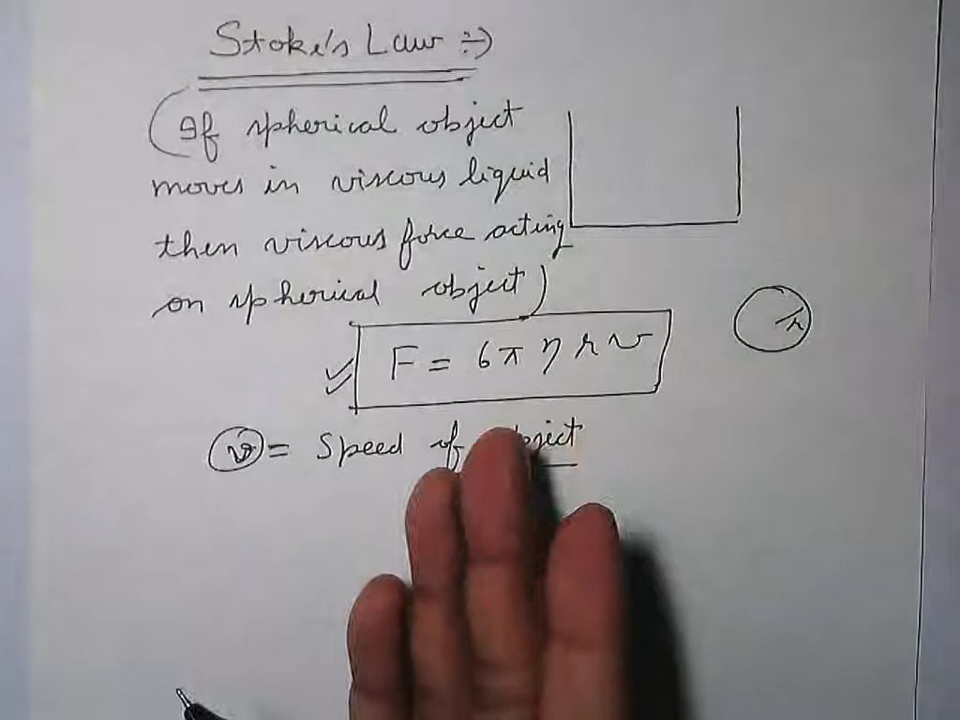 Stoke's Law :-)
(If spherical object
moves in viscous liquid
then viscous force acting
on spherical object)
F = 6π η r v
r
v = Speed of object